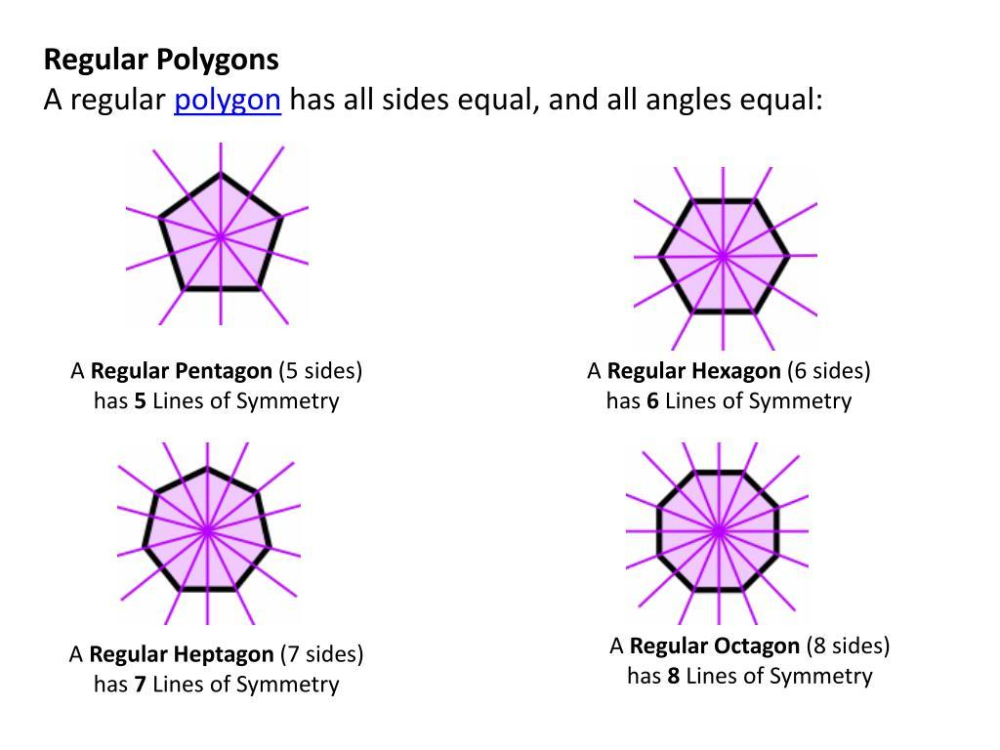 Regular Polygons
A regular polygon has all sides equal, and all angles equal:
A Regular Pentagon (5 sides)
has 5 Lines of Symmetry
A Regular Hexagon (6 sides)
has 6 Lines of Symmetry
A Regular Heptagon (7 sides)
has 7 Lines of Symmetry
A Regular Octagon (8 sides)
has 8 Lines of Symmetry